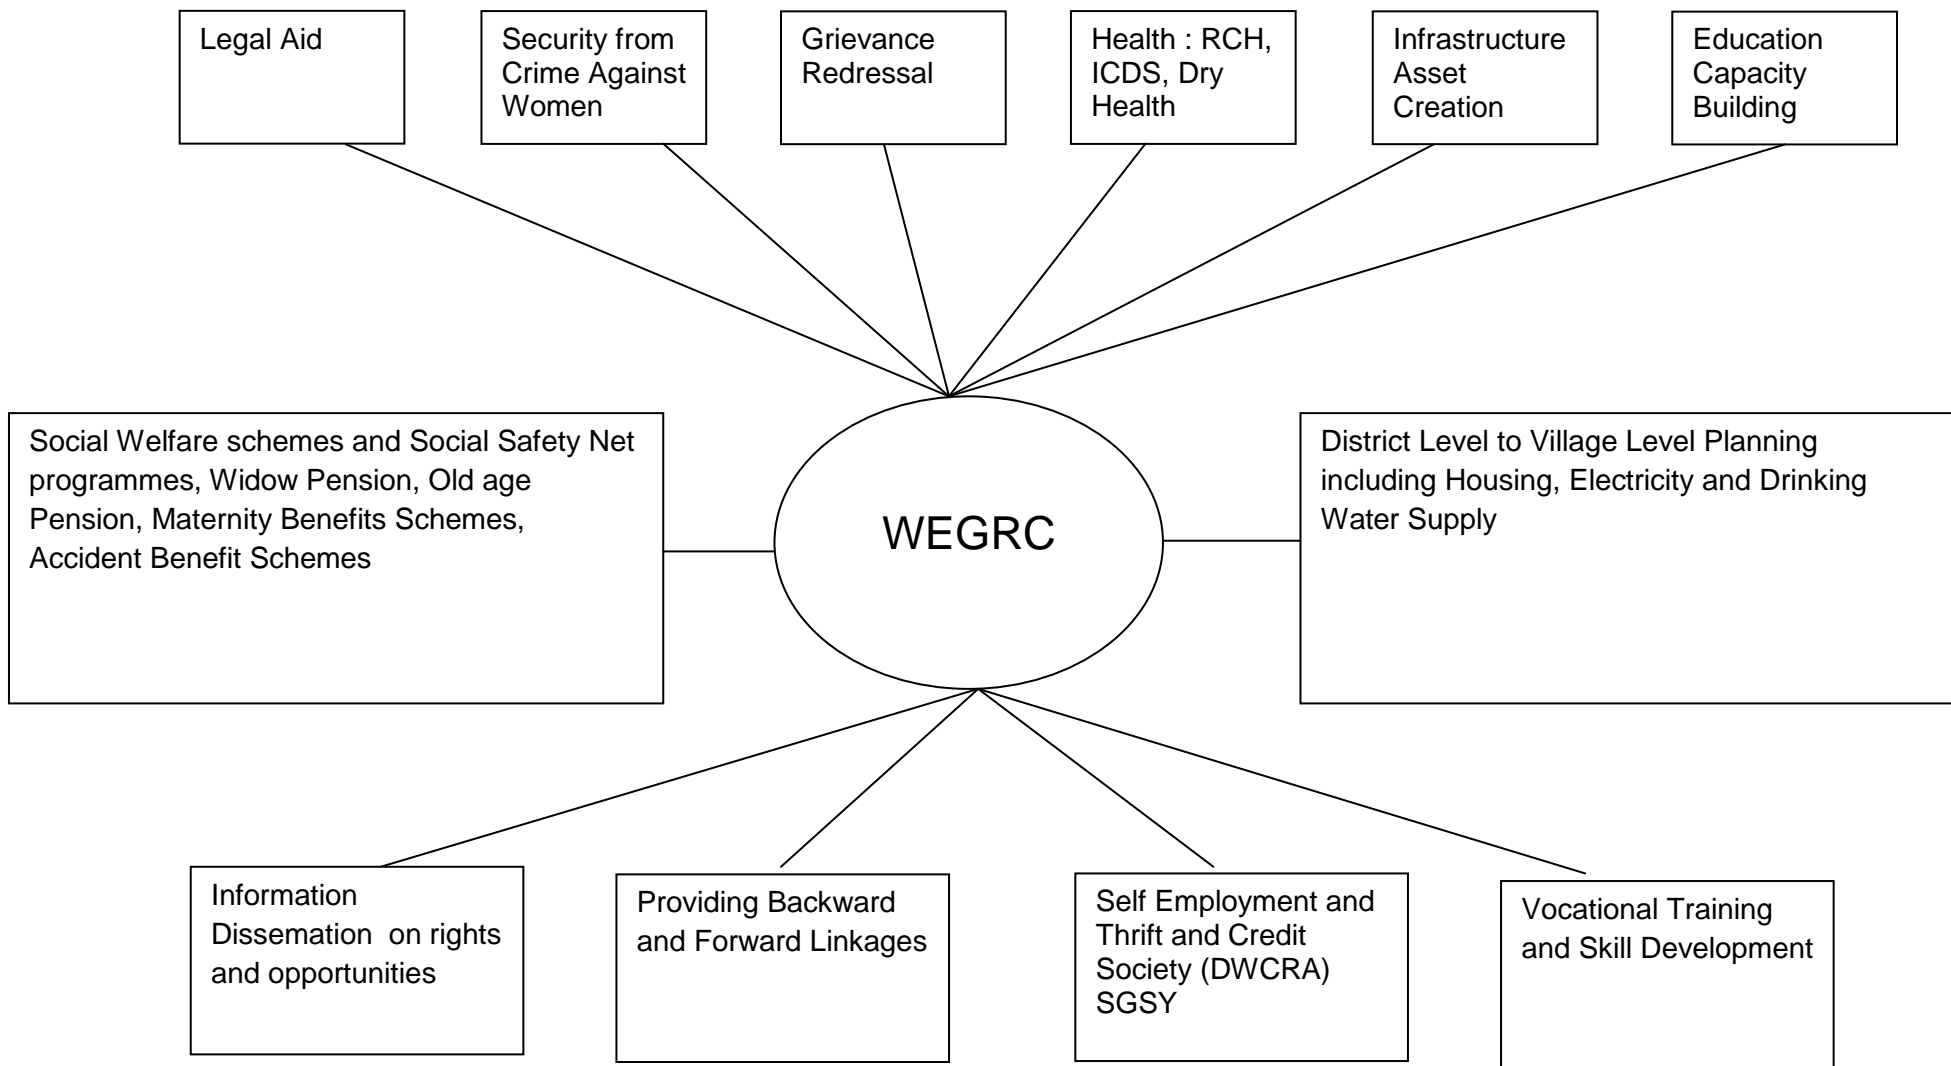 Legal Aid
Security from
Crime Against
Women
Grievance
Redressal
Health : RCH,
ICDS, Dry
Health
Infrastructure
Asset
Creation
Education
Capacity
Building
Social Welfare schemes and Social Safety Net
programmes, Widow Pension, Old age
Pension, Maternity Benefits Schemes,
Accident Benefit Schemes
WEGRC
District Level to Village Level Planning
including Housing, Electricity and Drinking
Water Supply
Information
Dissemation  on rights
and opportunities
Providing Backward
and Forward Linkages
Self Employment and
Thrift and Credit
Society (DWCRA)
SGSY
Vocational Training
and Skill Development